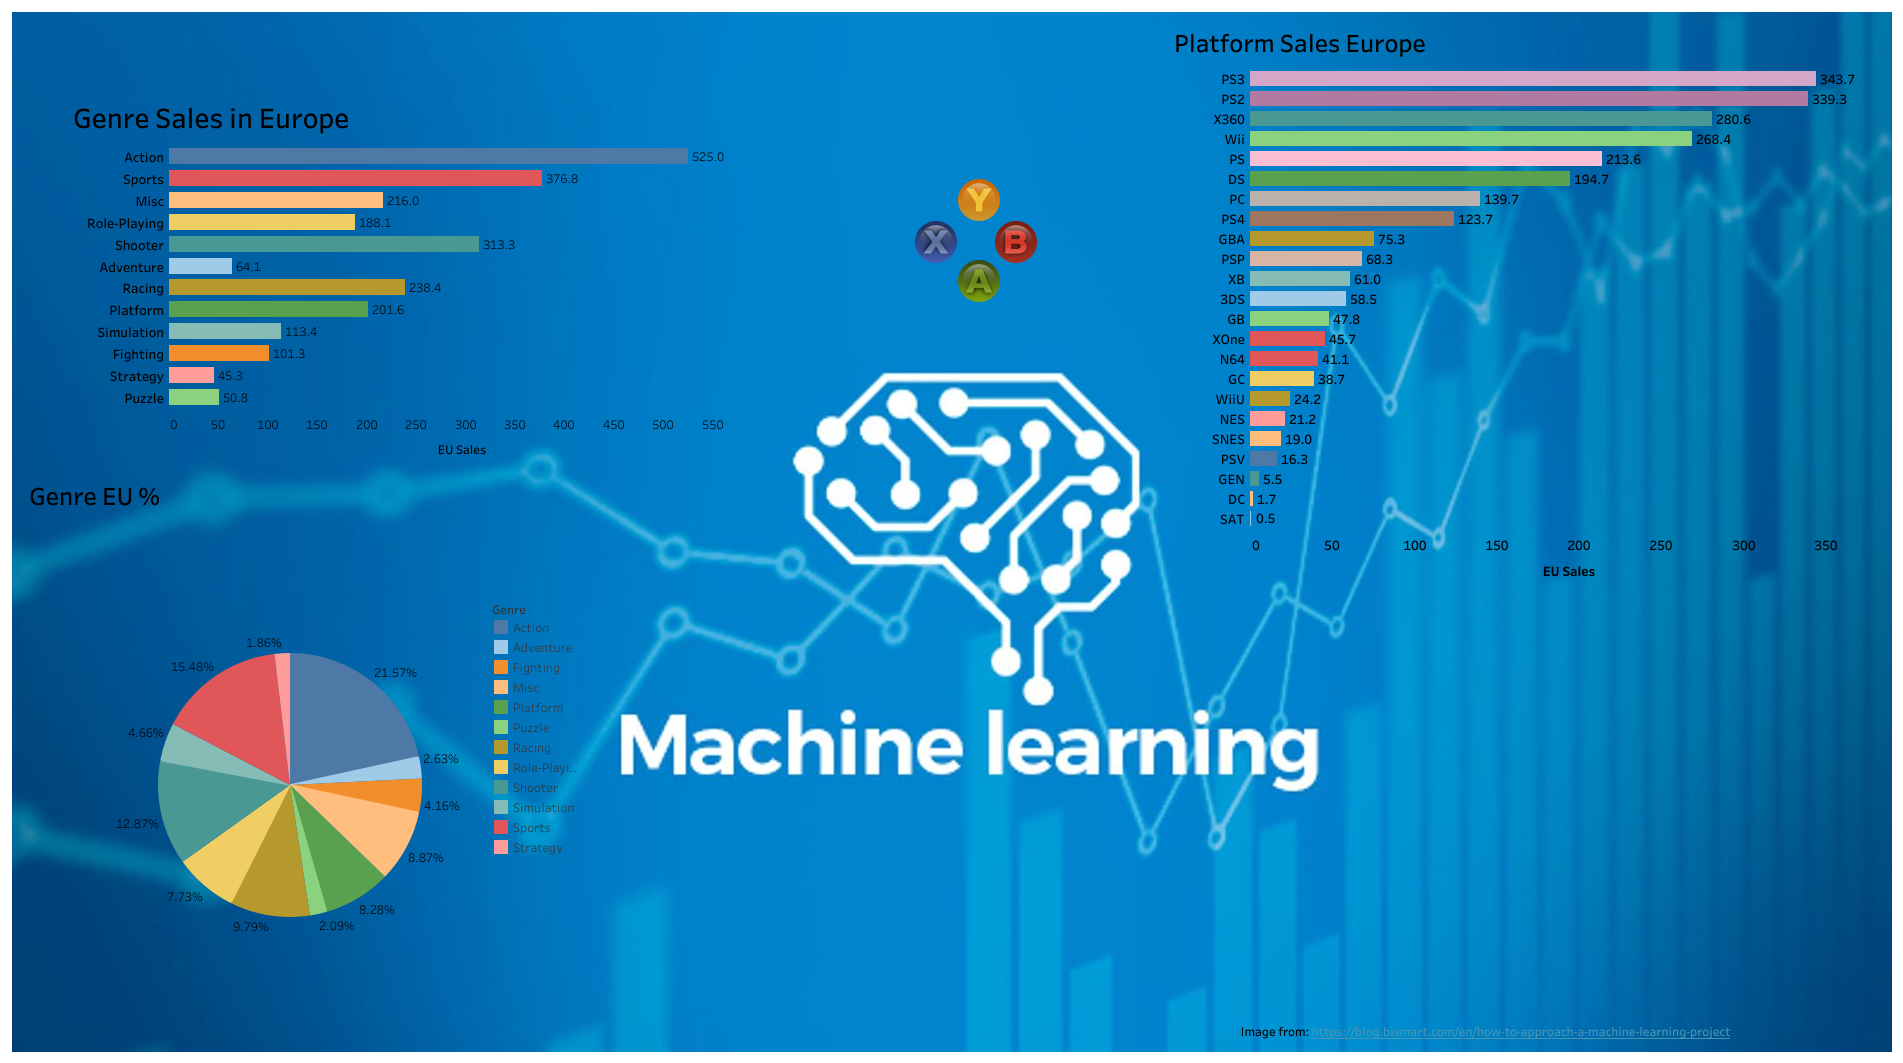 Platform Sales Europe
PS3 343.7
PS2 339.3
X360 280.6
Wii 268.4
PS 213.6
DS 194.7
PC 139.7
PS4 123.7
GBA 75.3
PSP 68.3
XB 61.0
3DS 58.5
GB 47.8
XOne 45.7
N64 41.1
GC 38.7
WiiU 24.2
NES 21.2
SNES 19.0
PSV 16.3
GEN 5.5
DC 1.7
SAT 0.5
0 50 100 150 200 250 300 350
EU Sales
Genre Sales in Europe
Action 525.0
Sports 376.8
Misc 216.0
Role-Playing 188.1
Shooter 313.3
Adventure 64.1
Racing 238.4
Platform 201.6
Simulation 113.4
Fighting 101.3
Strategy 45.3
Puzzle 50.8
0 50 100 150 200 250 300 350 400 450 500 550
EU Sales
Y
X B
A
Genre EU %
1.86%
15.48% 21.57%
4.66% 2.63%
4.16%
12.87%
8.87%
7.73% 8.28%
9.79% 2.09%
Genre
Action
Adventure
Fighting
Misc
Platform
Puzzle
Racing
Role-Playi..
Shooter
Simulation
Sports
Strategy
Machine learning
Image from: https://blog.bismart.com/en/how-to-approach-a-machine-learning-project